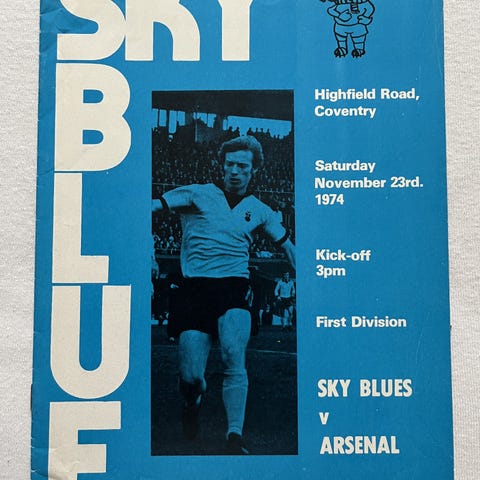 SKY
BLUE
Highfield Road,
Coventry
Saturday
November 23rd.
1974
Kick-off
3pm
First Division
SKY BLUES
v
ARSENAL